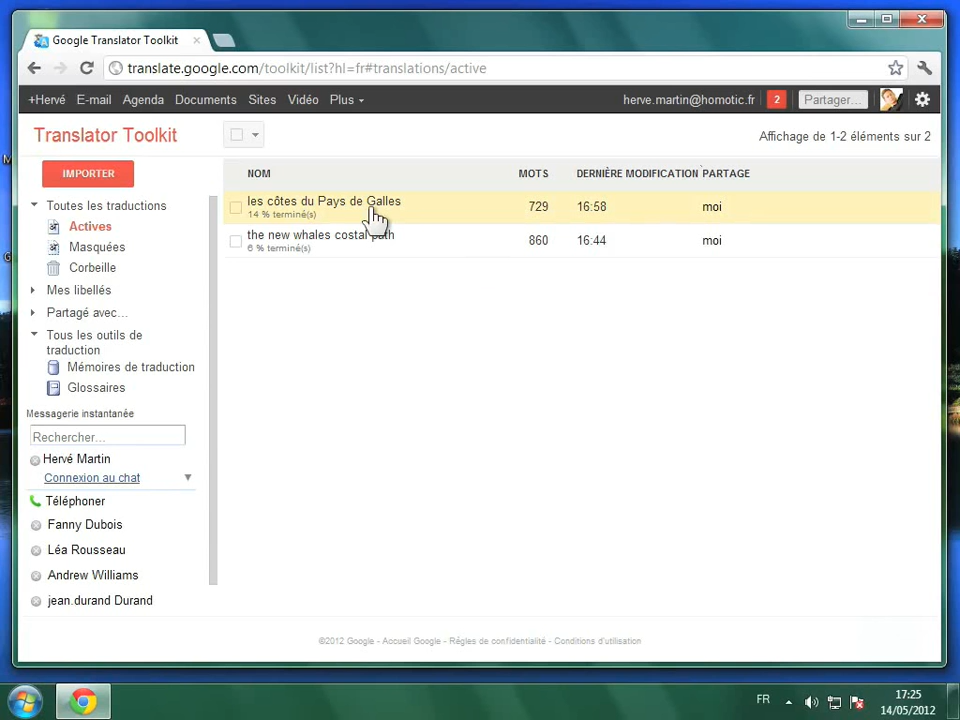 Google Translator Toolkit
translate.google.com/toolkit/list?hl=fr#translations/active
+Hervé E-mail Agenda Documents Sites Vidéo Plus herve.martin@homotic.fr 2 Partager...
Translator Toolkit
Affichage de 1-2 éléments sur 2
IMPORTER
NOM MOTS DERNIÈRE MODIFICATION PARTAGE
les côtes du Pays de Galles 729 16:58 moi
14 % terminé(s)
the new whales costal path 860 16:44 moi
6 % terminé(s)
Toutes les traductions
Actives
Masquées
Corbeille
Mes libellés
Partagé avec...
Tous les outils de
traduction
Mémoires de traduction
Glossaires
Messagerie instantanée
Rechercher...
Hervé Martin
Connexion au chat
Téléphoner
Fanny Dubois
Léa Rousseau
Andrew Williams
jean.durand Durand
©2012 Google - Accueil Google - Règles de confidentialité - Conditions d'utilisation
FR
17:25
14/05/2012